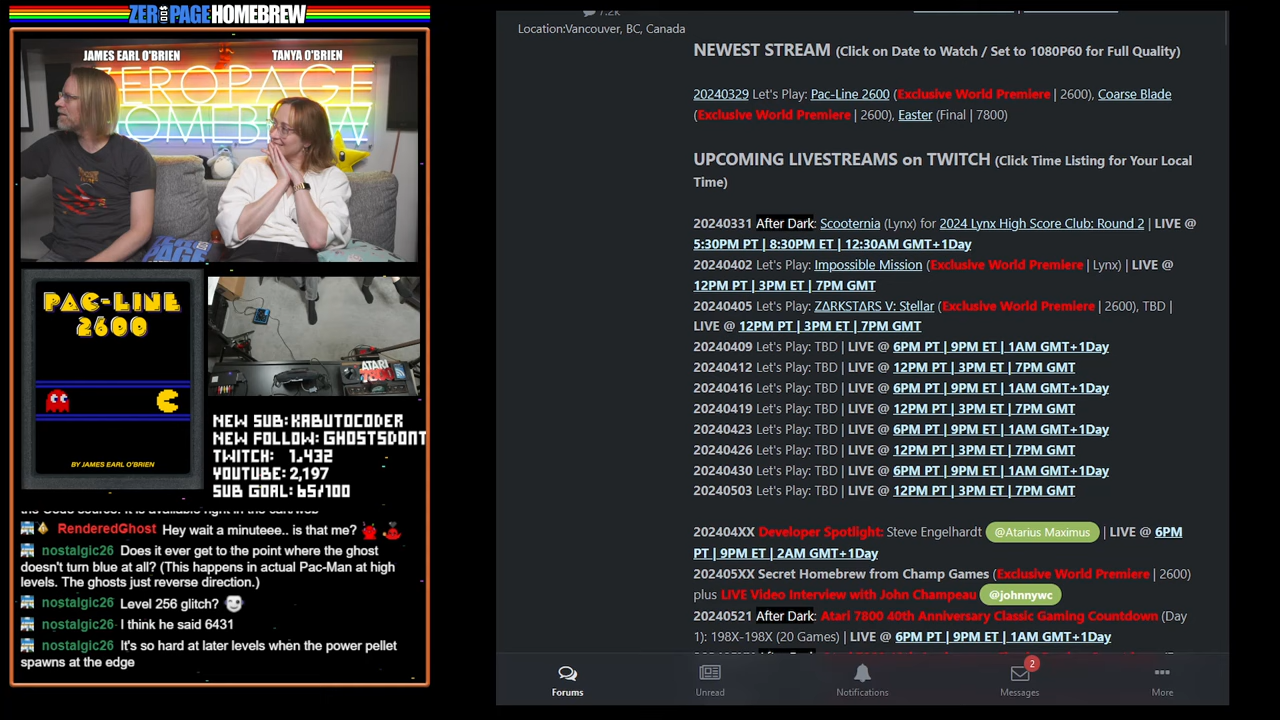 ZEROPAGE HOMEBREW
JAMES EARL O'BRIEN
TANYA O'BRIEN
ZEROPAGE
HOMEBREW
PAC-LINE
2600
BY JAMES EARL O'BRIEN
ATARI
7800
NEW SUB: KABUTOCODER
NEW FOLLOW: GHOSTSDONT
TWITCH: 1,432
YOUTUBE: 2,197
SUB GOAL: 65/100
RenderedGhost Hey wait a minuteee.. is that me?
nostalgic26 Does it ever get to the point where the ghost
doesn't turn blue at all? (This happens in actual Pac-Man at high
levels. The ghosts just reverse direction.)
nostalgic26 Level 256 glitch?
nostalgic26 I think he said 6431
nostalgic26 It's so hard at later levels when the power pellet
spawns at the edge
7.2k
Location:Vancouver, BC, Canada
NEWEST STREAM (Click on Date to Watch / Set to 1080P60 for Full Quality)
20240329 Let's Play: Pac-Line 2600 (Exclusive World Premiere | 2600), Coarse Blade
(Exclusive World Premiere | 2600), Easter (Final | 7800)
UPCOMING LIVESTREAMS on TWITCH (Click Time Listing for Your Local
Time)
20240331 After Dark: Scooternia (Lynx) for 2024 Lynx High Score Club: Round 2 | LIVE @
5:30PM PT | 8:30PM ET | 12:30AM GMT+1Day
20240402 Let's Play: Impossible Mission (Exclusive World Premiere | Lynx) | LIVE @
12PM PT | 3PM ET | 7PM GMT
20240405 Let's Play: ZΔRKSTΔRS V: Stellar (Exclusive World Premiere | 2600), TBD |
LIVE @ 12PM PT | 3PM ET | 7PM GMT
20240409 Let's Play: TBD | LIVE @ 6PM PT | 9PM ET | 1AM GMT+1Day
20240412 Let's Play: TBD | LIVE @ 12PM PT | 3PM ET | 7PM GMT
20240416 Let's Play: TBD | LIVE @ 6PM PT | 9PM ET | 1AM GMT+1Day
20240419 Let's Play: TBD | LIVE @ 12PM PT | 3PM ET | 7PM GMT
20240423 Let's Play: TBD | LIVE @ 6PM PT | 9PM ET | 1AM GMT+1Day
20240426 Let's Play: TBD | LIVE @ 12PM PT | 3PM ET | 7PM GMT
20240430 Let's Play: TBD | LIVE @ 6PM PT | 9PM ET | 1AM GMT+1Day
20240503 Let's Play: TBD | LIVE @ 12PM PT | 3PM ET | 7PM GMT
202404XX Developer Spotlight: Steve Engelhardt @Atarius Maximus | LIVE @ 6PM
PT | 9PM ET | 2AM GMT+1Day
202405XX Secret Homebrew from Champ Games (Exclusive World Premiere | 2600)
plus LIVE Video Interview with John Champeau @johnnywc
20240521 After Dark: Atari 7800 40th Anniversary Classic Gaming Countdown (Day
1): 198X-198X (20 Games) | LIVE @ 6PM PT | 9PM ET | 1AM GMT+1Day
Forums
Unread
Notifications
2
Messages
More